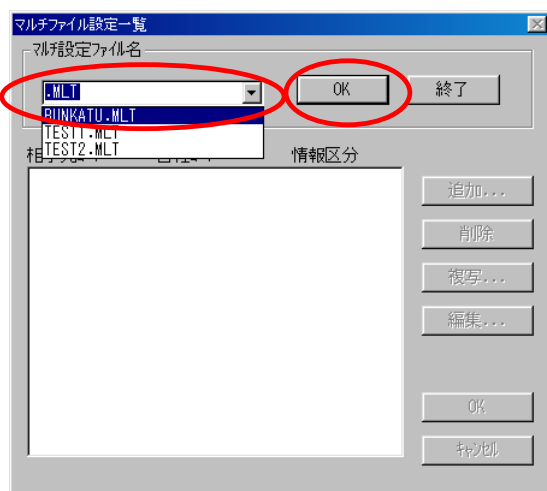 マルチファイル設定一覧
マルチ設定ファイル名
.MLT
OK
終了
BUNKATU.MLT
TEST1.MLT
TEST2.MLT
情報区分
追加...
削除
複写...
編集...
OK
キャンセル